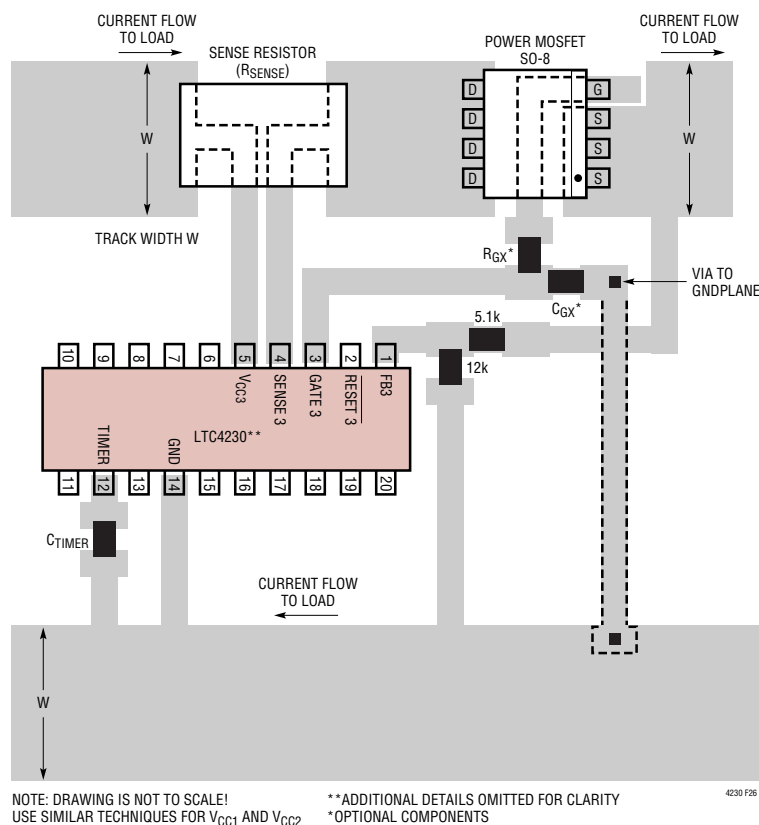 CURRENT FLOW
TO LOAD
SENSE RESISTOR
(RSENSE)
POWER MOSFET
SO-8
CURRENT FLOW
TO LOAD
W
D
D
D
D
G
S
S
S
W
TRACK WIDTH W
RGX*
CGX*
VIA TO
GNDPLANE
5.1k
12k
10
9
8
7
6
5
4
3
2
1
VCC3
SENSE 3
GATE 3
RESET 3
FB3
LTC4230**
TIMER
GND
11
12
13
14
15
16
17
18
19
20
CTIMER
CURRENT FLOW
TO LOAD
W
NOTE: DRAWING IS NOT TO SCALE!
USE SIMILAR TECHNIQUES FOR VCC1 AND VCC2
**ADDITIONAL DETAILS OMITTED FOR CLARITY
*OPTIONAL COMPONENTS
4230 F26